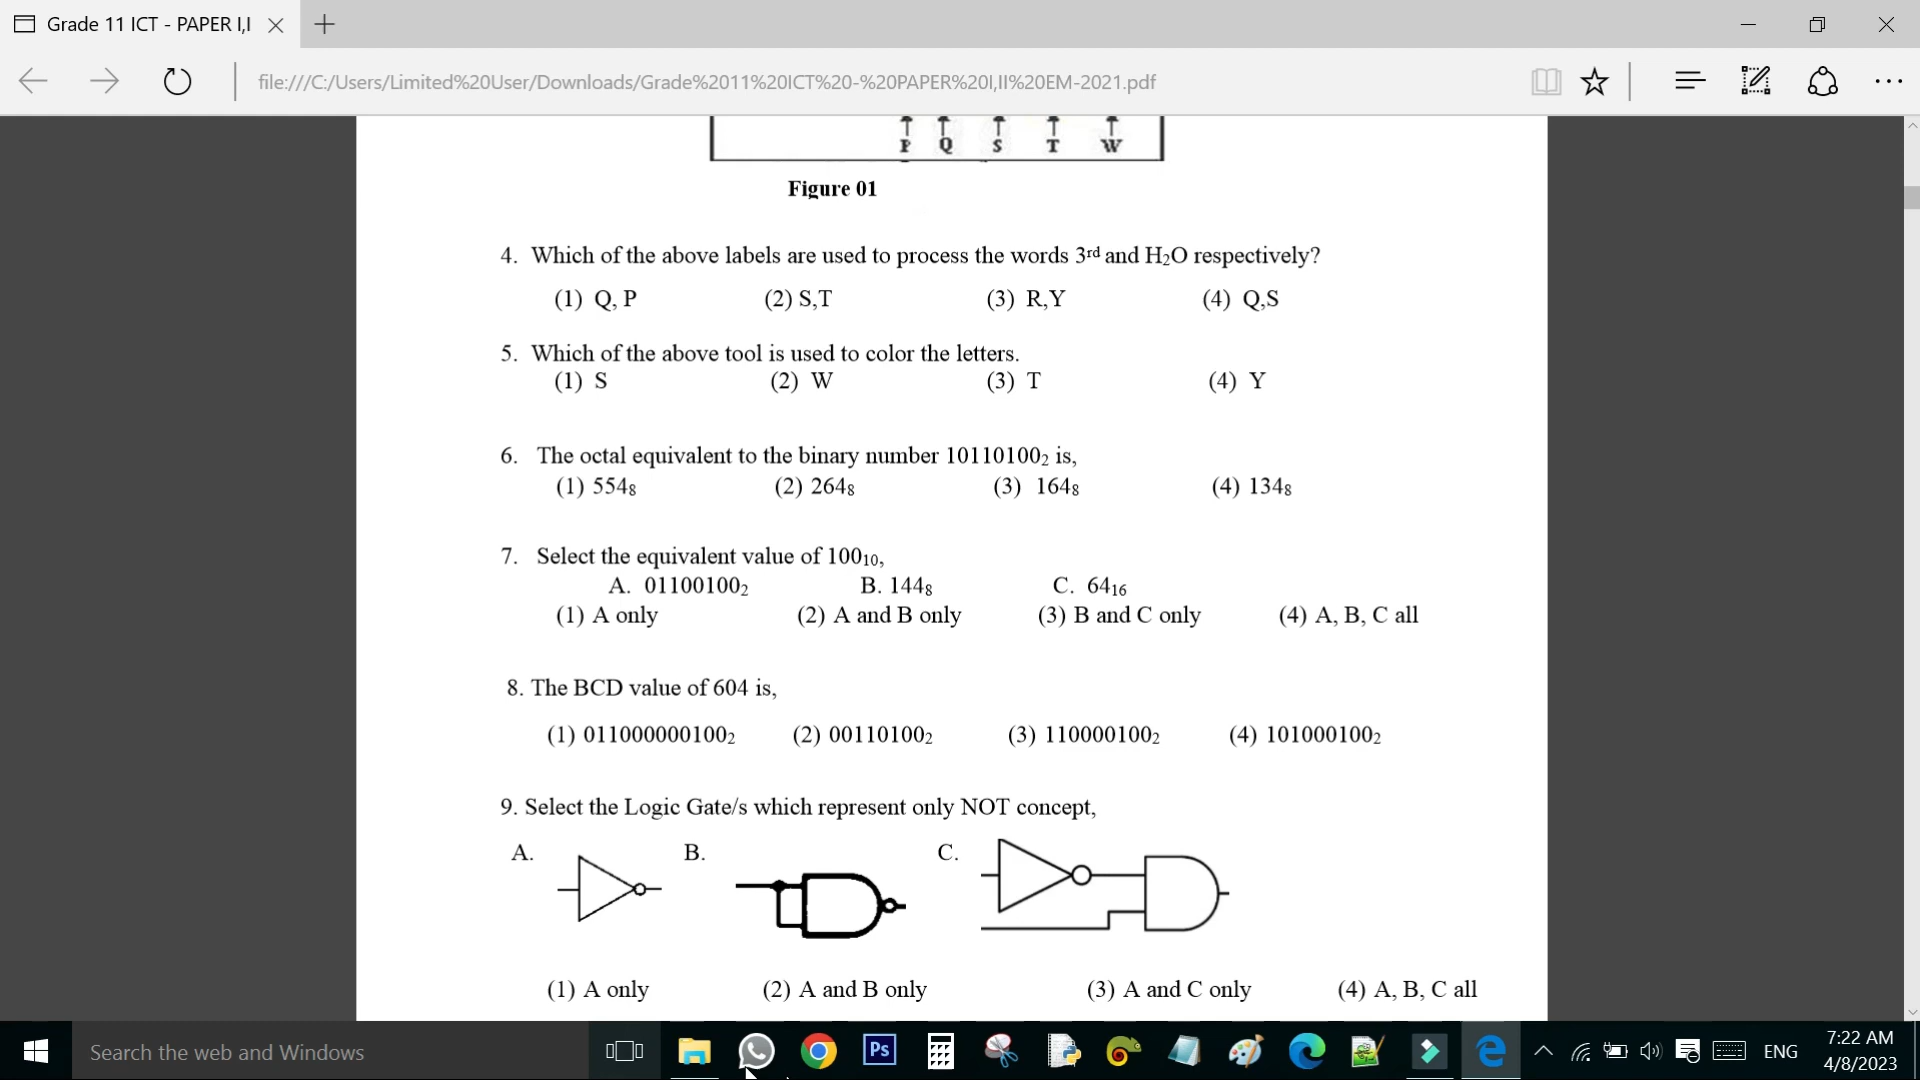 Grade 11 ICT - PAPER I,I
file:///C:/Users/Limited%20User/Downloads/Grade%2011%20ICT%20-%20PAPER%20I,II%20EM-2021.pdf
P Q S T W
Figure 01
4. Which of the above labels are used to process the words 3rd and H₂O respectively?
(1) Q, P (2) S,T (3) R,Y (4) Q,S
5. Which of the above tool is used to color the letters.
(1) S (2) W (3) T (4) Y
6. The octal equivalent to the binary number 10110100₂ is,
(1) 554₈ (2) 264₈ (3) 164₈ (4) 134₈
7. Select the equivalent value of 100₁₀,
A. 01100100₂ B. 144₈ C. 64₁₆
(1) A only (2) A and B only (3) B and C only (4) A, B, C all
8. The BCD value of 604 is,
(1) 011000000100₂ (2) 00110100₂ (3) 110000100₂ (4) 101000100₂
9. Select the Logic Gate/s which represent only NOT concept,
A. B. C.
(1) A only (2) A and B only (3) A and C only (4) A, B, C all
Search the web and Windows
Ps
ENG
7:22 AM
4/8/2023